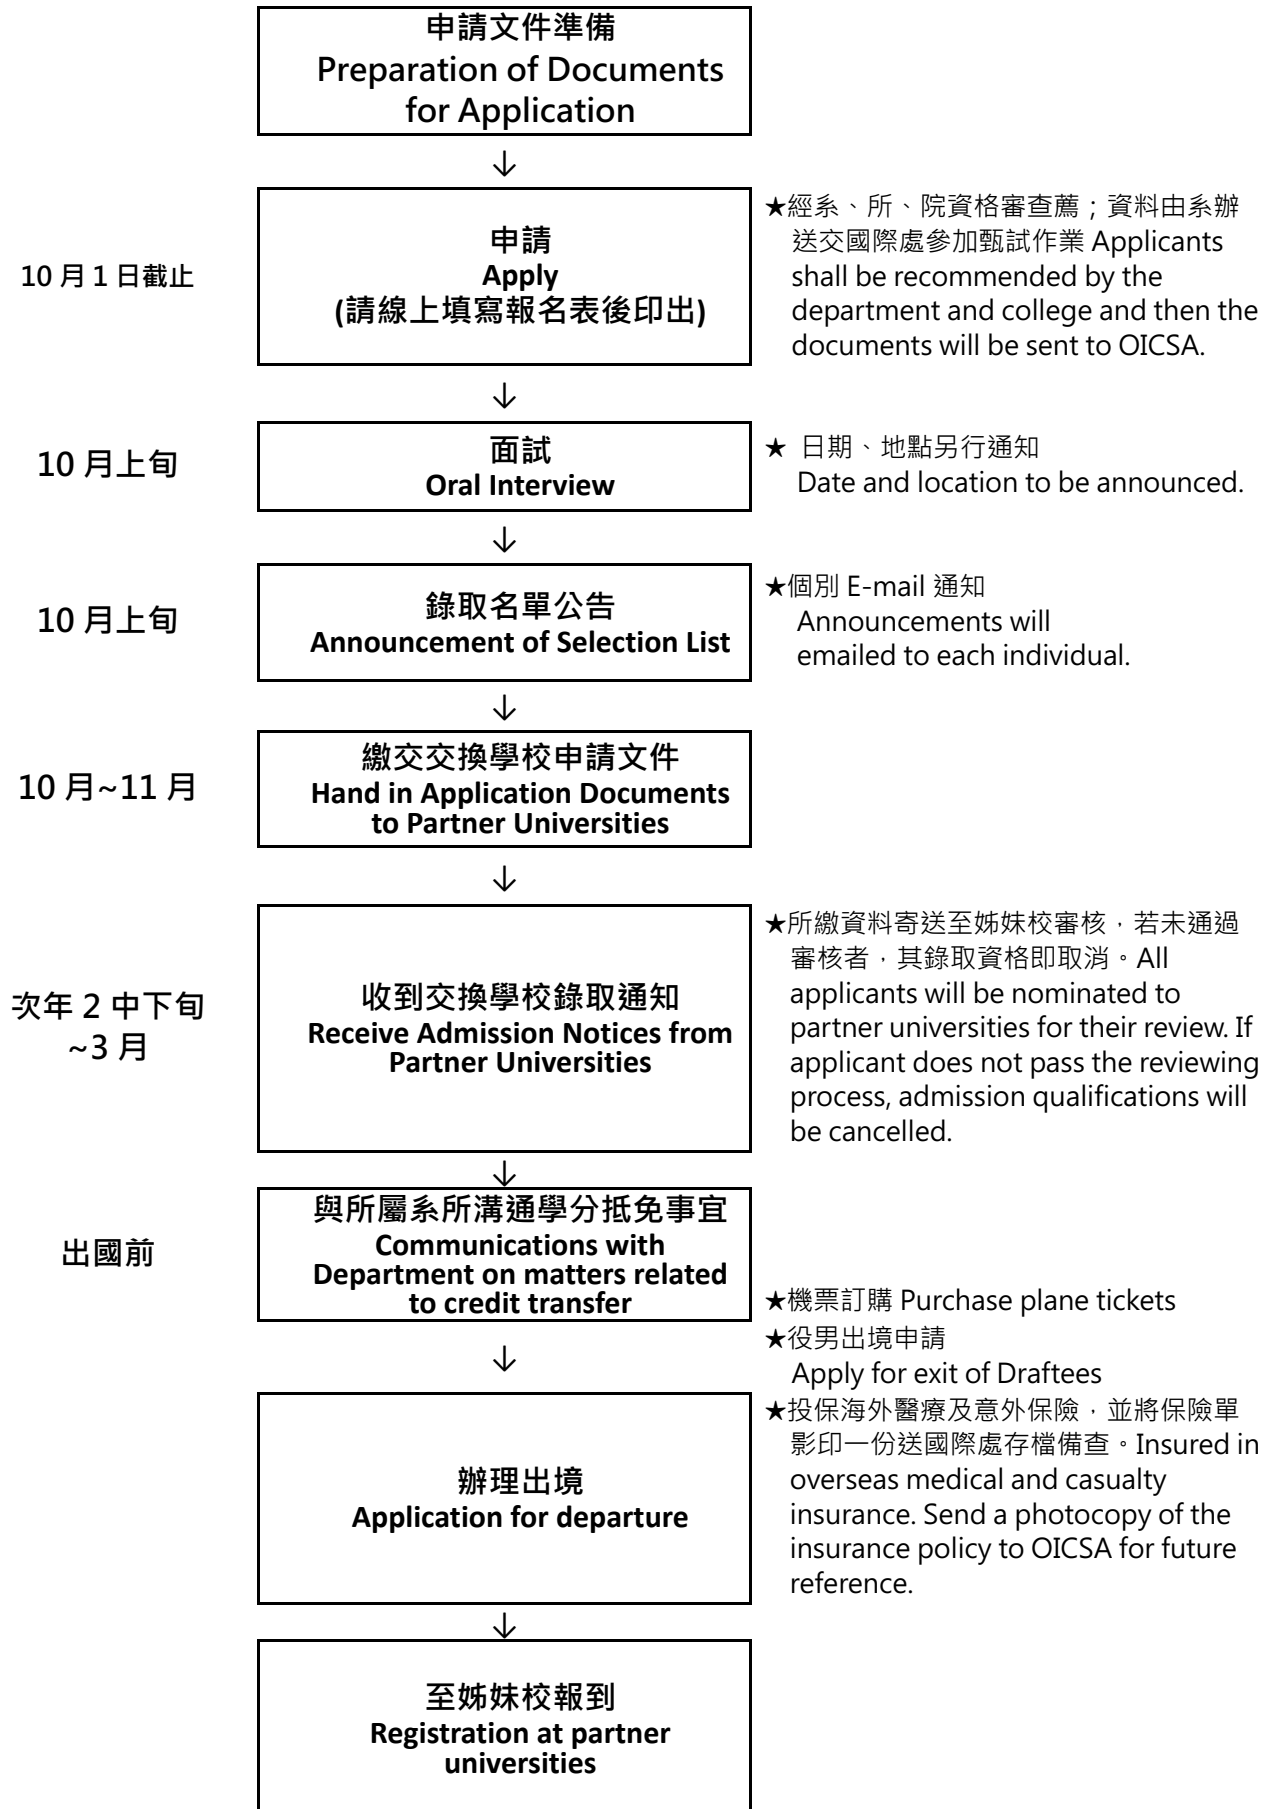 申請文件準備
Preparation of Documents
for Application
↓
10 月 1 日截止
申請
Apply
(請線上填寫報名表後印出)
★經系、所、院資格審查薦；資料由系辦
送交國際處參加甄試作業 Applicants
shall be recommended by the
department and college and then the
documents will be sent to OICSA.
↓
10 月上旬
面試
Oral Interview
★ 日期、地點另行通知
Date and location to be announced.
↓
10 月上旬
錄取名單公告
Announcement of Selection List
★個別 E-mail 通知
Announcements will
emailed to each individual.
↓
10 月~11 月
繳交交換學校申請文件
Hand in Application Documents
to Partner Universities
↓
次年 2 中下旬
~3 月
收到交換學校錄取通知
Receive Admission Notices from
Partner Universities
★所繳資料寄送至姊妹校審核，若未通過
審核者，其錄取資格即取消。All
applicants will be nominated to
partner universities for their review. If
applicant does not pass the reviewing
process, admission qualifications will
be cancelled.
↓
出國前
與所屬系所溝通學分抵免事宜
Communications with
Department on matters related
to credit transfer
↓
辦理出境
Application for departure
★機票訂購 Purchase plane tickets
★役男出境申請
Apply for exit of Draftees
★投保海外醫療及意外保險，並將保險單
影印一份送國際處存檔備查。Insured in
overseas medical and casualty
insurance. Send a photocopy of the
insurance policy to OICSA for future
reference.
↓
至姊妹校報到
Registration at partner
universities